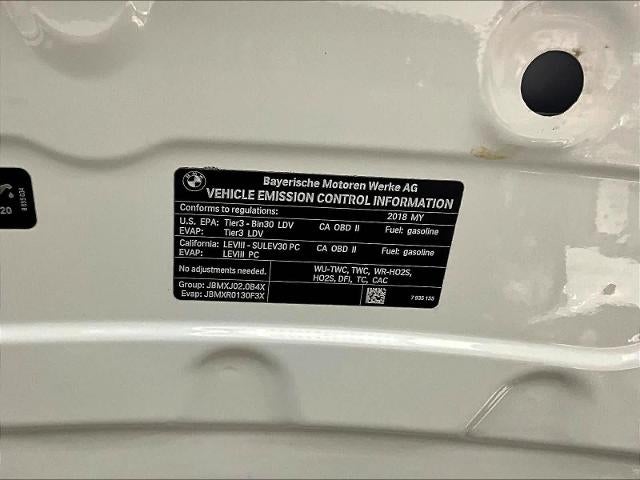 BMW
Bayerische Motoren Werke AG
VEHICLE EMISSION CONTROL INFORMATION
Conforms to regulations: 2018 MY
U.S. EPA: Tier3 - Bin30 LDV CA OBD II Fuel: gasoline
EVAP: Tier3 LDV
California: LEVIII - SULEV30 PC CA OBD II Fuel: gasoline
EVAP: LEVIII PC
No adjustments needed.
WU-TWC, TWC, WR-HO2S,
HO2S, DFI, TC, CAC
Group: JBMXJ02.0B4X
Evap: JBMXR0130F3X
20